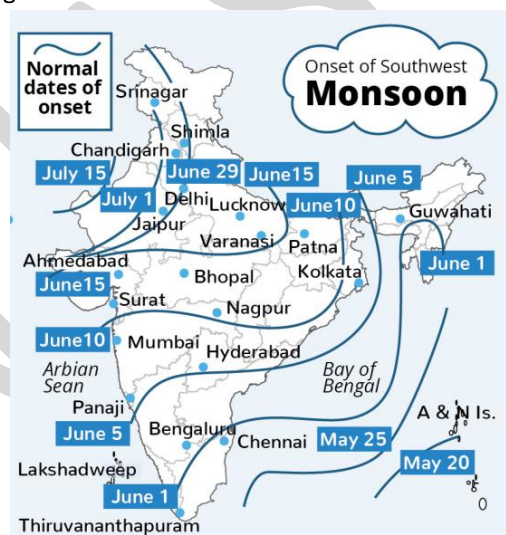 Normal
dates of
onset
Onset of Southwest
Monsoon
Srinagar
Shimla
Chandigarh
July 15
June 29
June15
June 5
July 1
Delhi
Lucknow
June10
Guwahati
Jaipur
Varanasi
Patna
Ahmedabad
Kolkata
June 1
June15
Bhopal
Surat
Nagpur
June10
Mumbai
Hyderabad
Arbian
Sean
Bay of
Bengal
Panaji
A & N Is.
June 5
Bengaluru
Chennai
May 25
Lakshadweep
May 20
June 1
0
Thiruvananthapuram